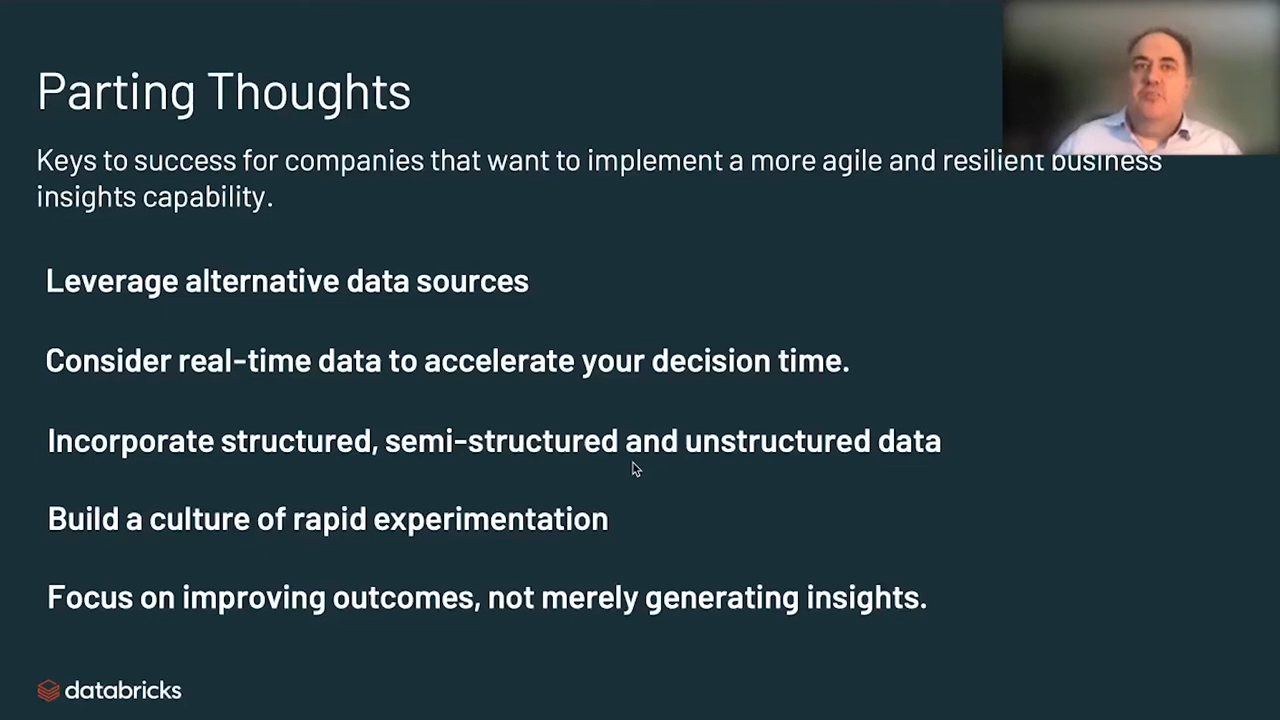 Parting Thoughts
Keys to success for companies that want to implement a more agile and resilient business
insights capability.
Leverage alternative data sources
Consider real-time data to accelerate your decision time.
Incorporate structured, semi-structured and unstructured data
Build a culture of rapid experimentation
Focus on improving outcomes, not merely generating insights.
databricks